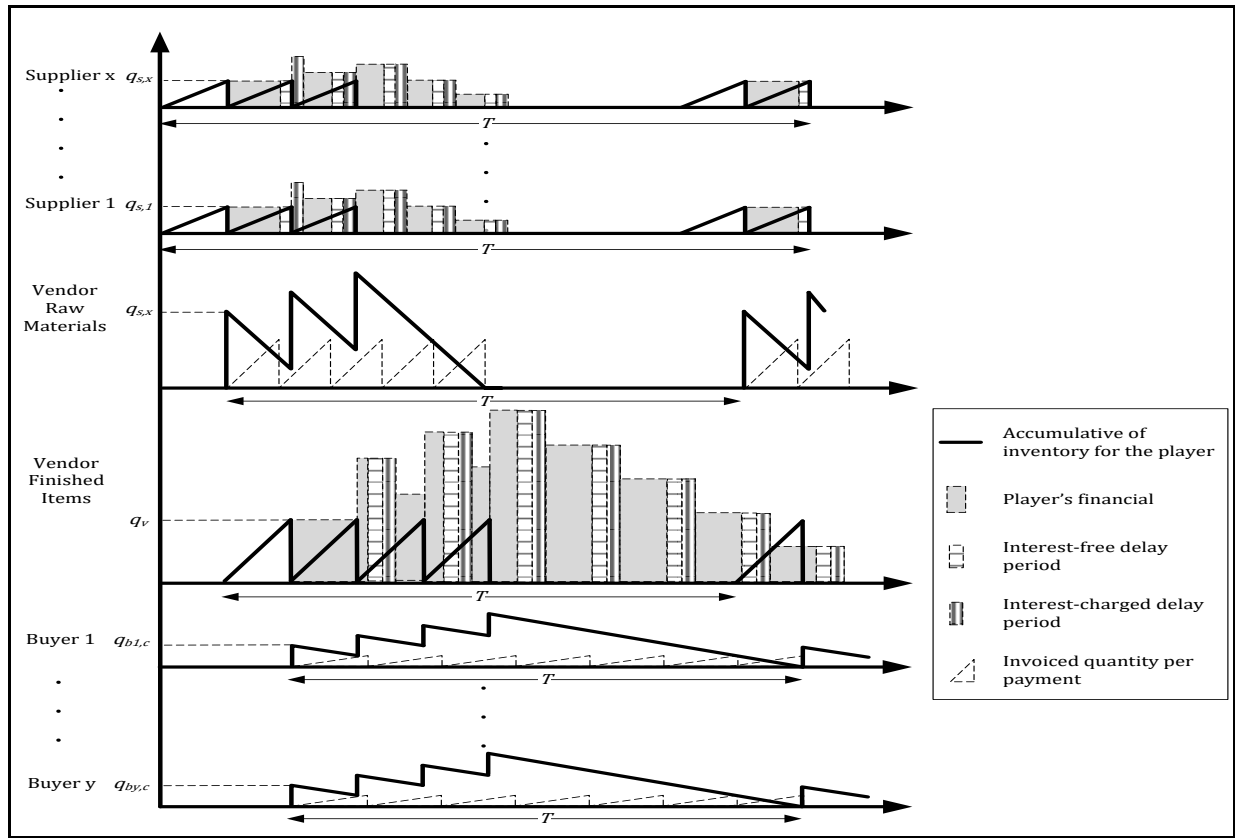 Supplier x q_{s,x}
T
Supplier 1 q_{s,1}
T
Vendor
Raw
Materials
q_{s,x}
T
Vendor
Finished
Items
q_v
T
Buyer 1 q_{b1,c}
T
Buyer y q_{by,c}
T
Accumulative of
inventory for the player
Player's financial
Interest-free delay
period
Interest-charged delay
period
Invoiced quantity per
payment